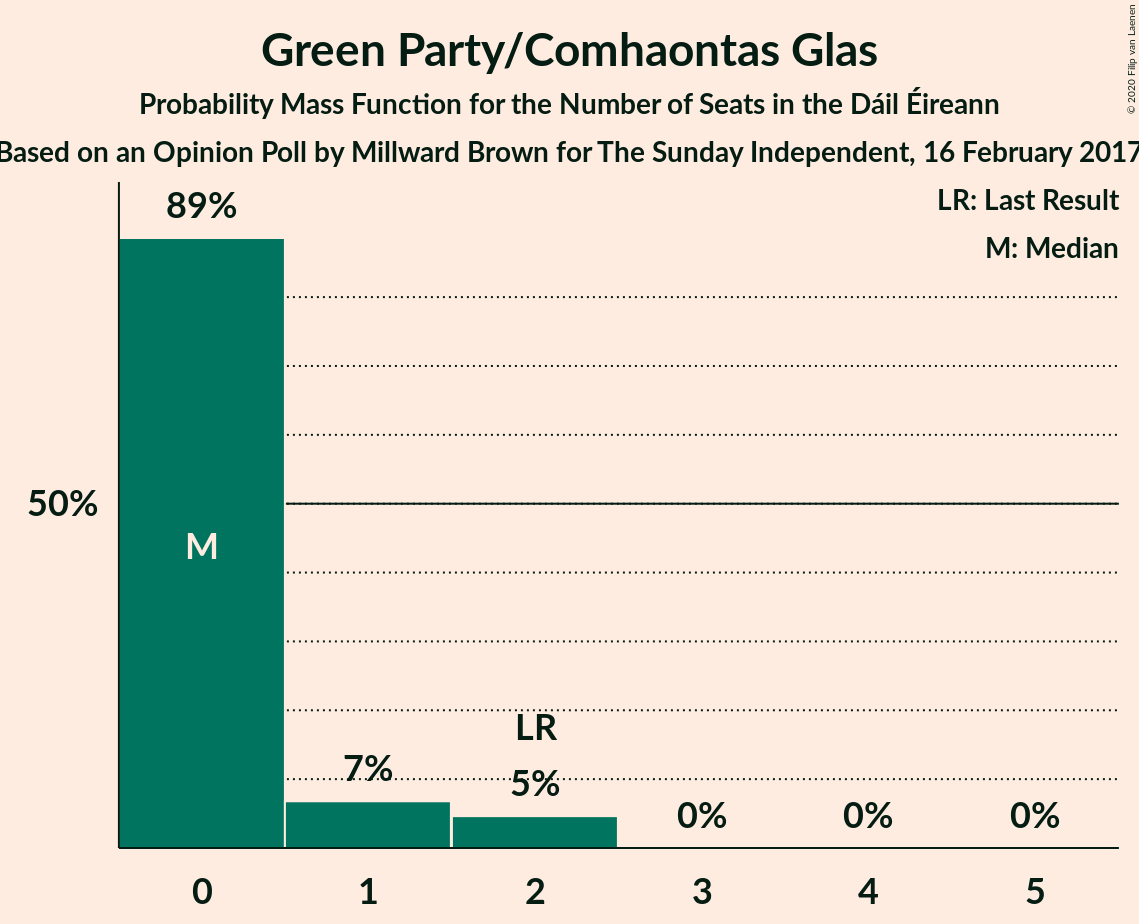 Green Party/Comhaontas Glas
Probability Mass Function for the Number of Seats in the Dáil Éireann
Based on an Opinion Poll by Millward Brown for The Sunday Independent, 16 February 2017
© 2020 Filip van Laenen
LR: Last Result
M: Median
89%
50%
M
LR
7%
5%
0%
0%
0%
0
1
2
3
4
5